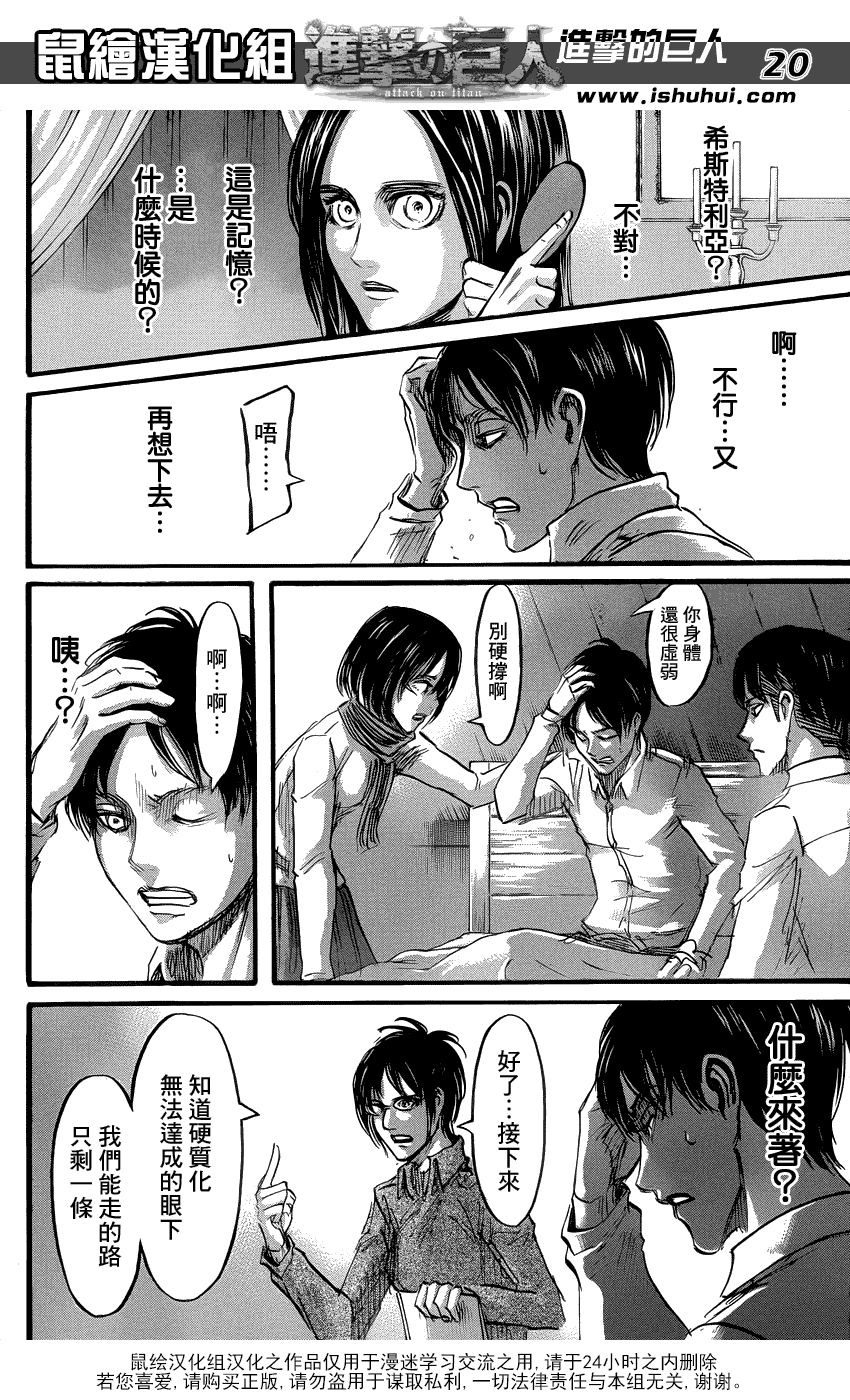 鼠繪漢化組
進撃の巨人
attack on titan
進擊的巨人
www.ishuhui.com
20
希斯特利亞？
不對…
這是記憶？
…是
什麼時候的？
啊……
不行…又
唔……
再想下去…
你身體
還很虛弱
別硬撐啊
啊…啊…
咦…？
什麼來著？
好了…接下來
知道硬質化
無法達成的眼下
我們能走的路
只剩一條
鼠绘汉化组汉化之作品仅用于漫迷学习交流之用, 请于24小时之内删除
若您喜爱, 请购买正版, 请勿用于谋取私利, 一切法律责任与本组无关, 谢谢。